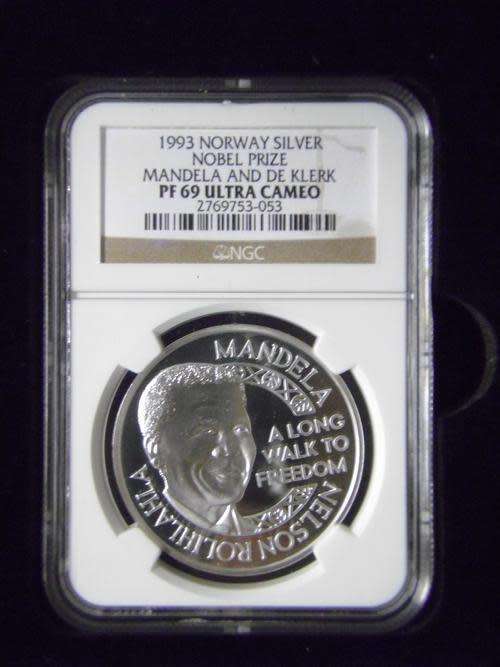 1993 NORWAY SILVER
NOBEL PRIZE
MANDELA AND DE KLERK
PF 69 ULTRA CAMEO
2769753-053
NGC
MANDELA
A LONG
WALK TO
FREEDOM
NELSON ROLIHLAHLA